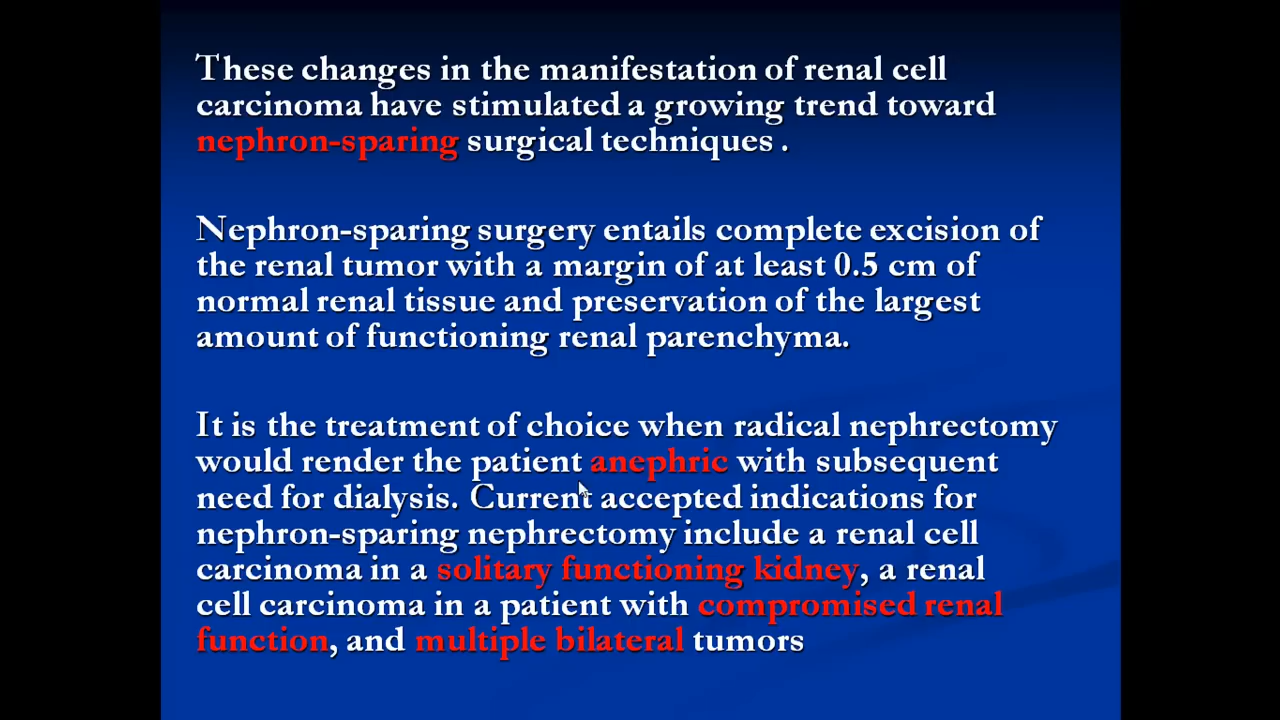 These changes in the manifestation of renal cell
carcinoma have stimulated a growing trend toward
nephron-sparing surgical techniques .
Nephron-sparing surgery entails complete excision of
the renal tumor with a margin of at least 0.5 cm of
normal renal tissue and preservation of the largest
amount of functioning renal parenchyma.
It is the treatment of choice when radical nephrectomy
would render the patient anephric with subsequent
need for dialysis. Current accepted indications for
nephron-sparing nephrectomy include a renal cell
carcinoma in a solitary functioning kidney, a renal
cell carcinoma in a patient with compromised renal
function, and multiple bilateral tumors